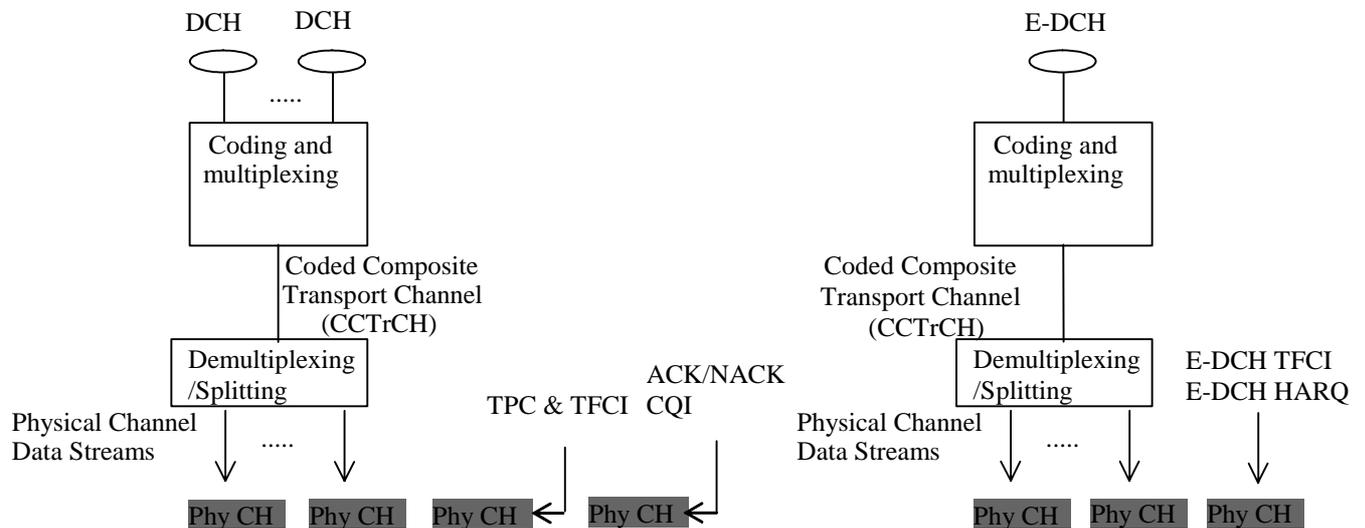 DCH
DCH
.....
Coding and
multiplexing
Coded Composite
Transport Channel
(CCTrCH)
Demultiplexing
/Splitting
Physical Channel
Data Streams
.....
TPC & TFCI
ACK/NACK
CQI
Phy CH
Phy CH
Phy CH
Phy CH
E-DCH
Coding and
multiplexing
Coded Composite
Transport Channel
(CCTrCH)
Demultiplexing
/Splitting
Physical Channel
Data Streams
.....
E-DCH TFCI
E-DCH HARQ
Phy CH
Phy CH
Phy CH